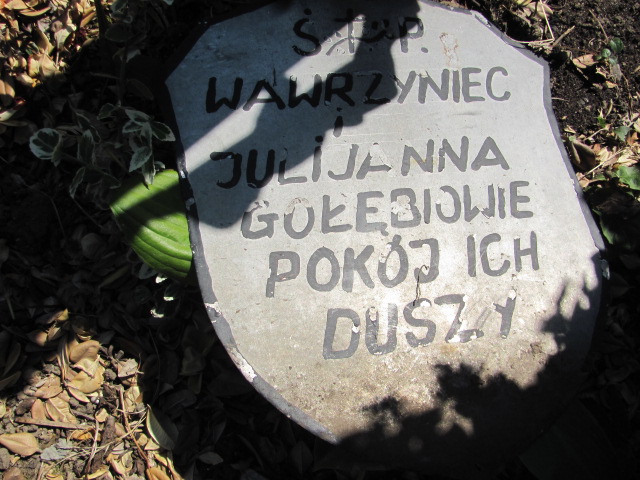 Ś.†P.
WAWRZYNIEC
i
JULIJANNA
GOŁĘBIOWIE
POKÓJ ICH
DUSZY